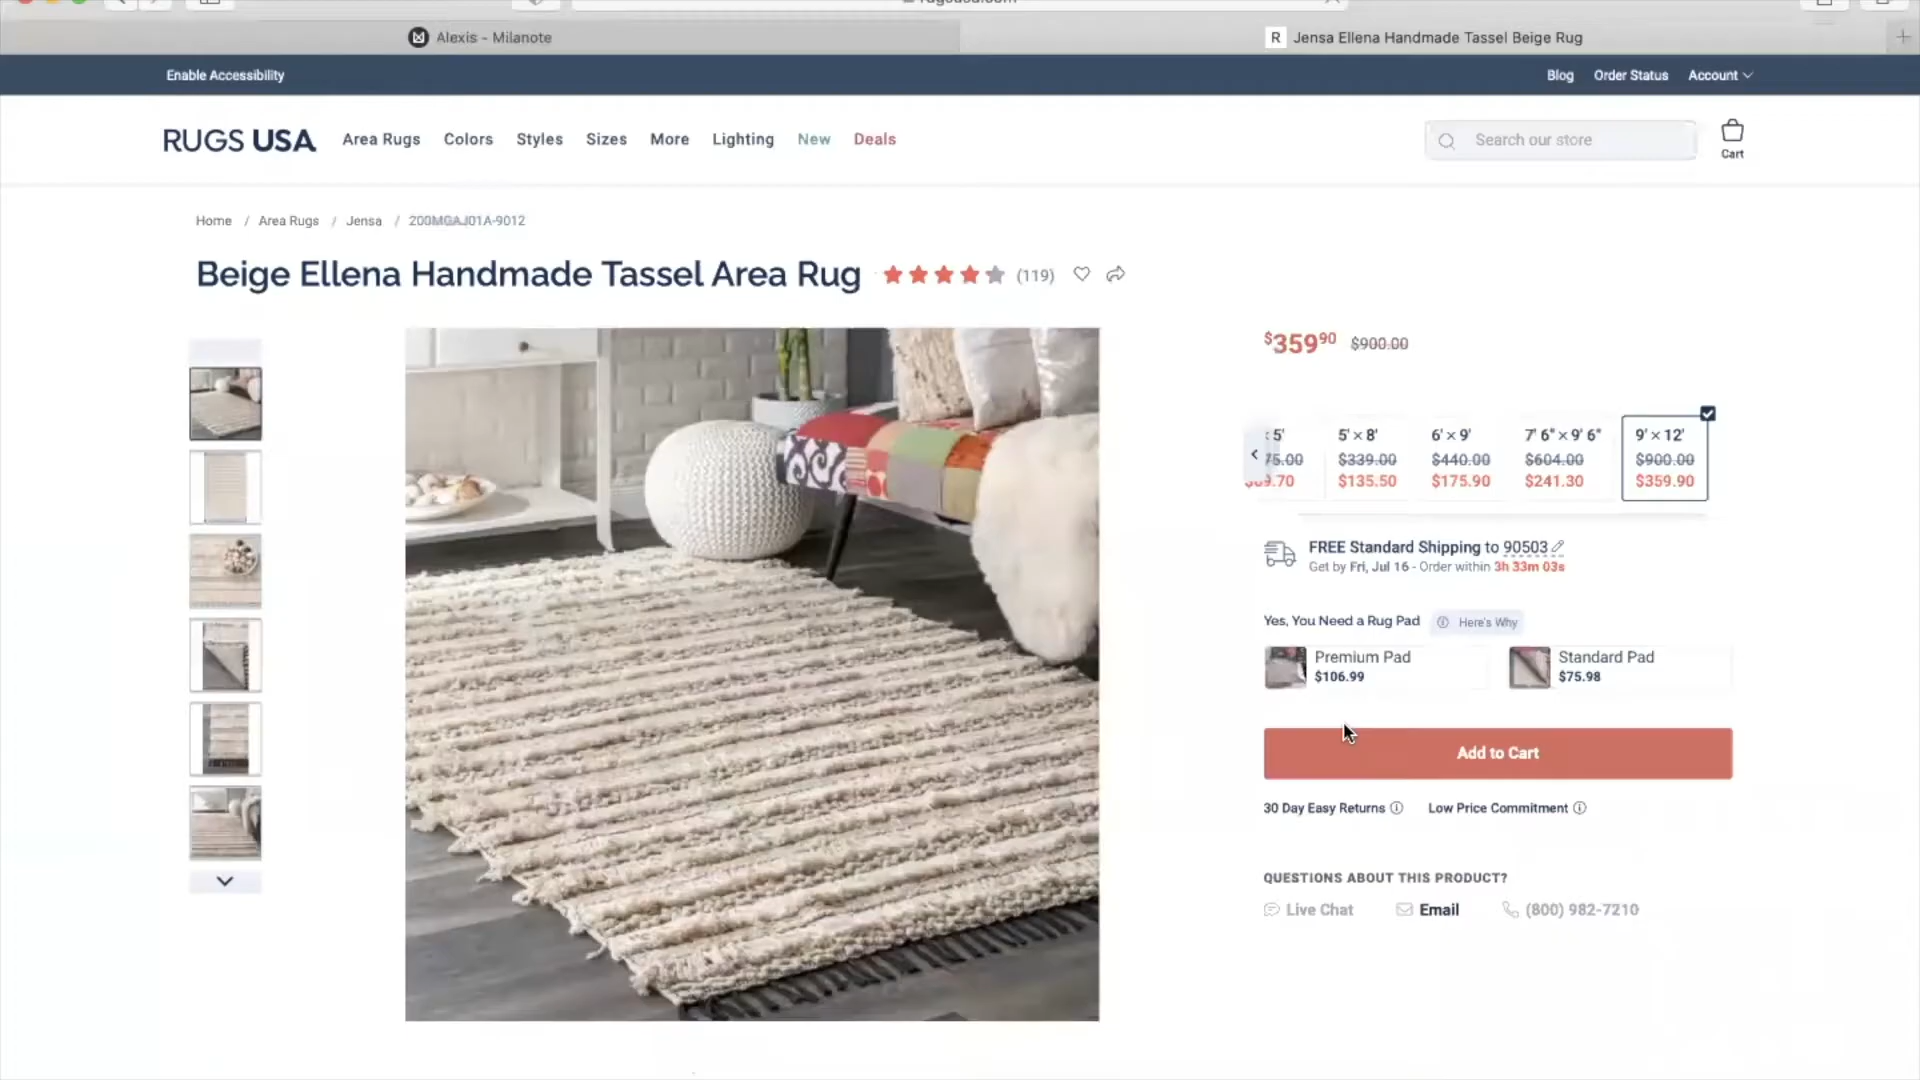 Alexis - Milanote
R Jensa Ellena Handmade Tassel Beige Rug
Enable Accessibility
Blog Order Status Account
RUGS USA Area Rugs Colors Styles Sizes More Lighting New Deals
Search our store
Cart
Home / Area Rugs / Jensa / 200MGAJ01A-9012
Beige Ellena Handmade Tassel Area Rug (119)
$359 90 $900.00
5' 5' × 8' 6' × 9' 7' 6" × 9' 6" 9' × 12'
75.00 $339.00 $440.00 $604.00 $900.00
9.70 $135.50 $175.90 $241.30 $359.90
FREE Standard Shipping to 90503
Get by Fri, Jul 16 - Order within 3h 33m 03s
Yes, You Need a Rug Pad Here's Why
Premium Pad
$106.99
Standard Pad
$75.98
Add to Cart
30 Day Easy Returns Low Price Commitment
QUESTIONS ABOUT THIS PRODUCT?
Live Chat Email (800) 982-7210